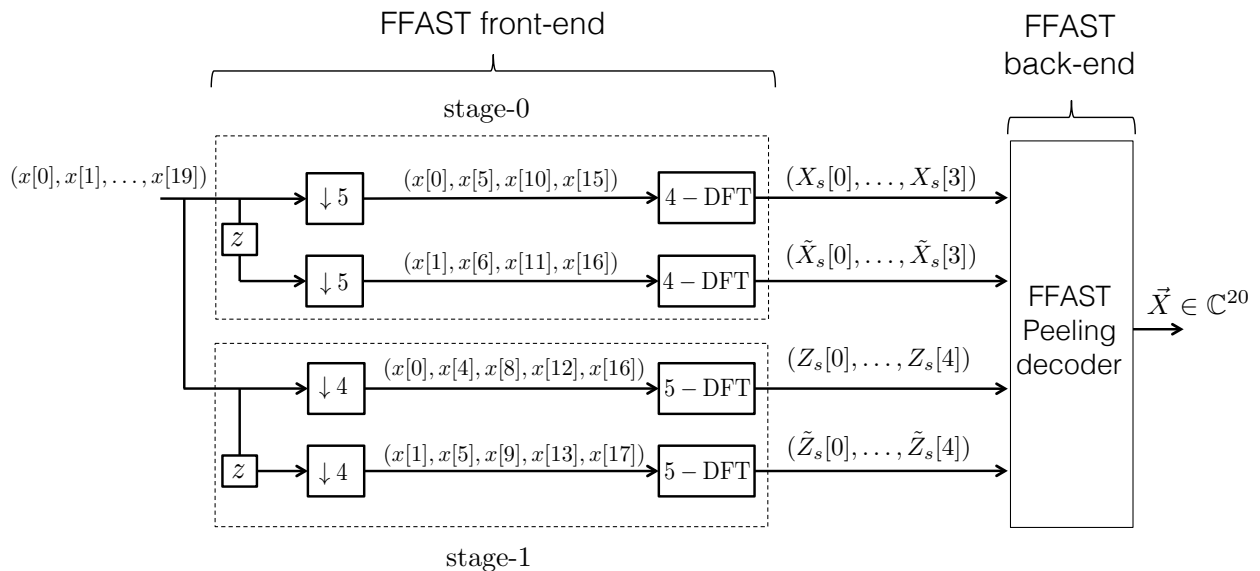 FFAST front-end
FFAST
back-end
stage-0
(x[0], x[1], . . . , x[19])
↓ 5
(x[0], x[5], x[10], x[15])
4 − DFT
(X_s[0], . . . , X_s[3])
z
↓ 5
(x[1], x[6], x[11], x[16])
4 − DFT
(X̃_s[0], . . . , X̃_s[3])
FFAST
Peeling
decoder
X⃗ ∈ ℂ^20
↓ 4
(x[0], x[4], x[8], x[12], x[16])
5 − DFT
(Z_s[0], . . . , Z_s[4])
z
↓ 4
(x[1], x[5], x[9], x[13], x[17])
5 − DFT
(Z̃_s[0], . . . , Z̃_s[4])
stage-1